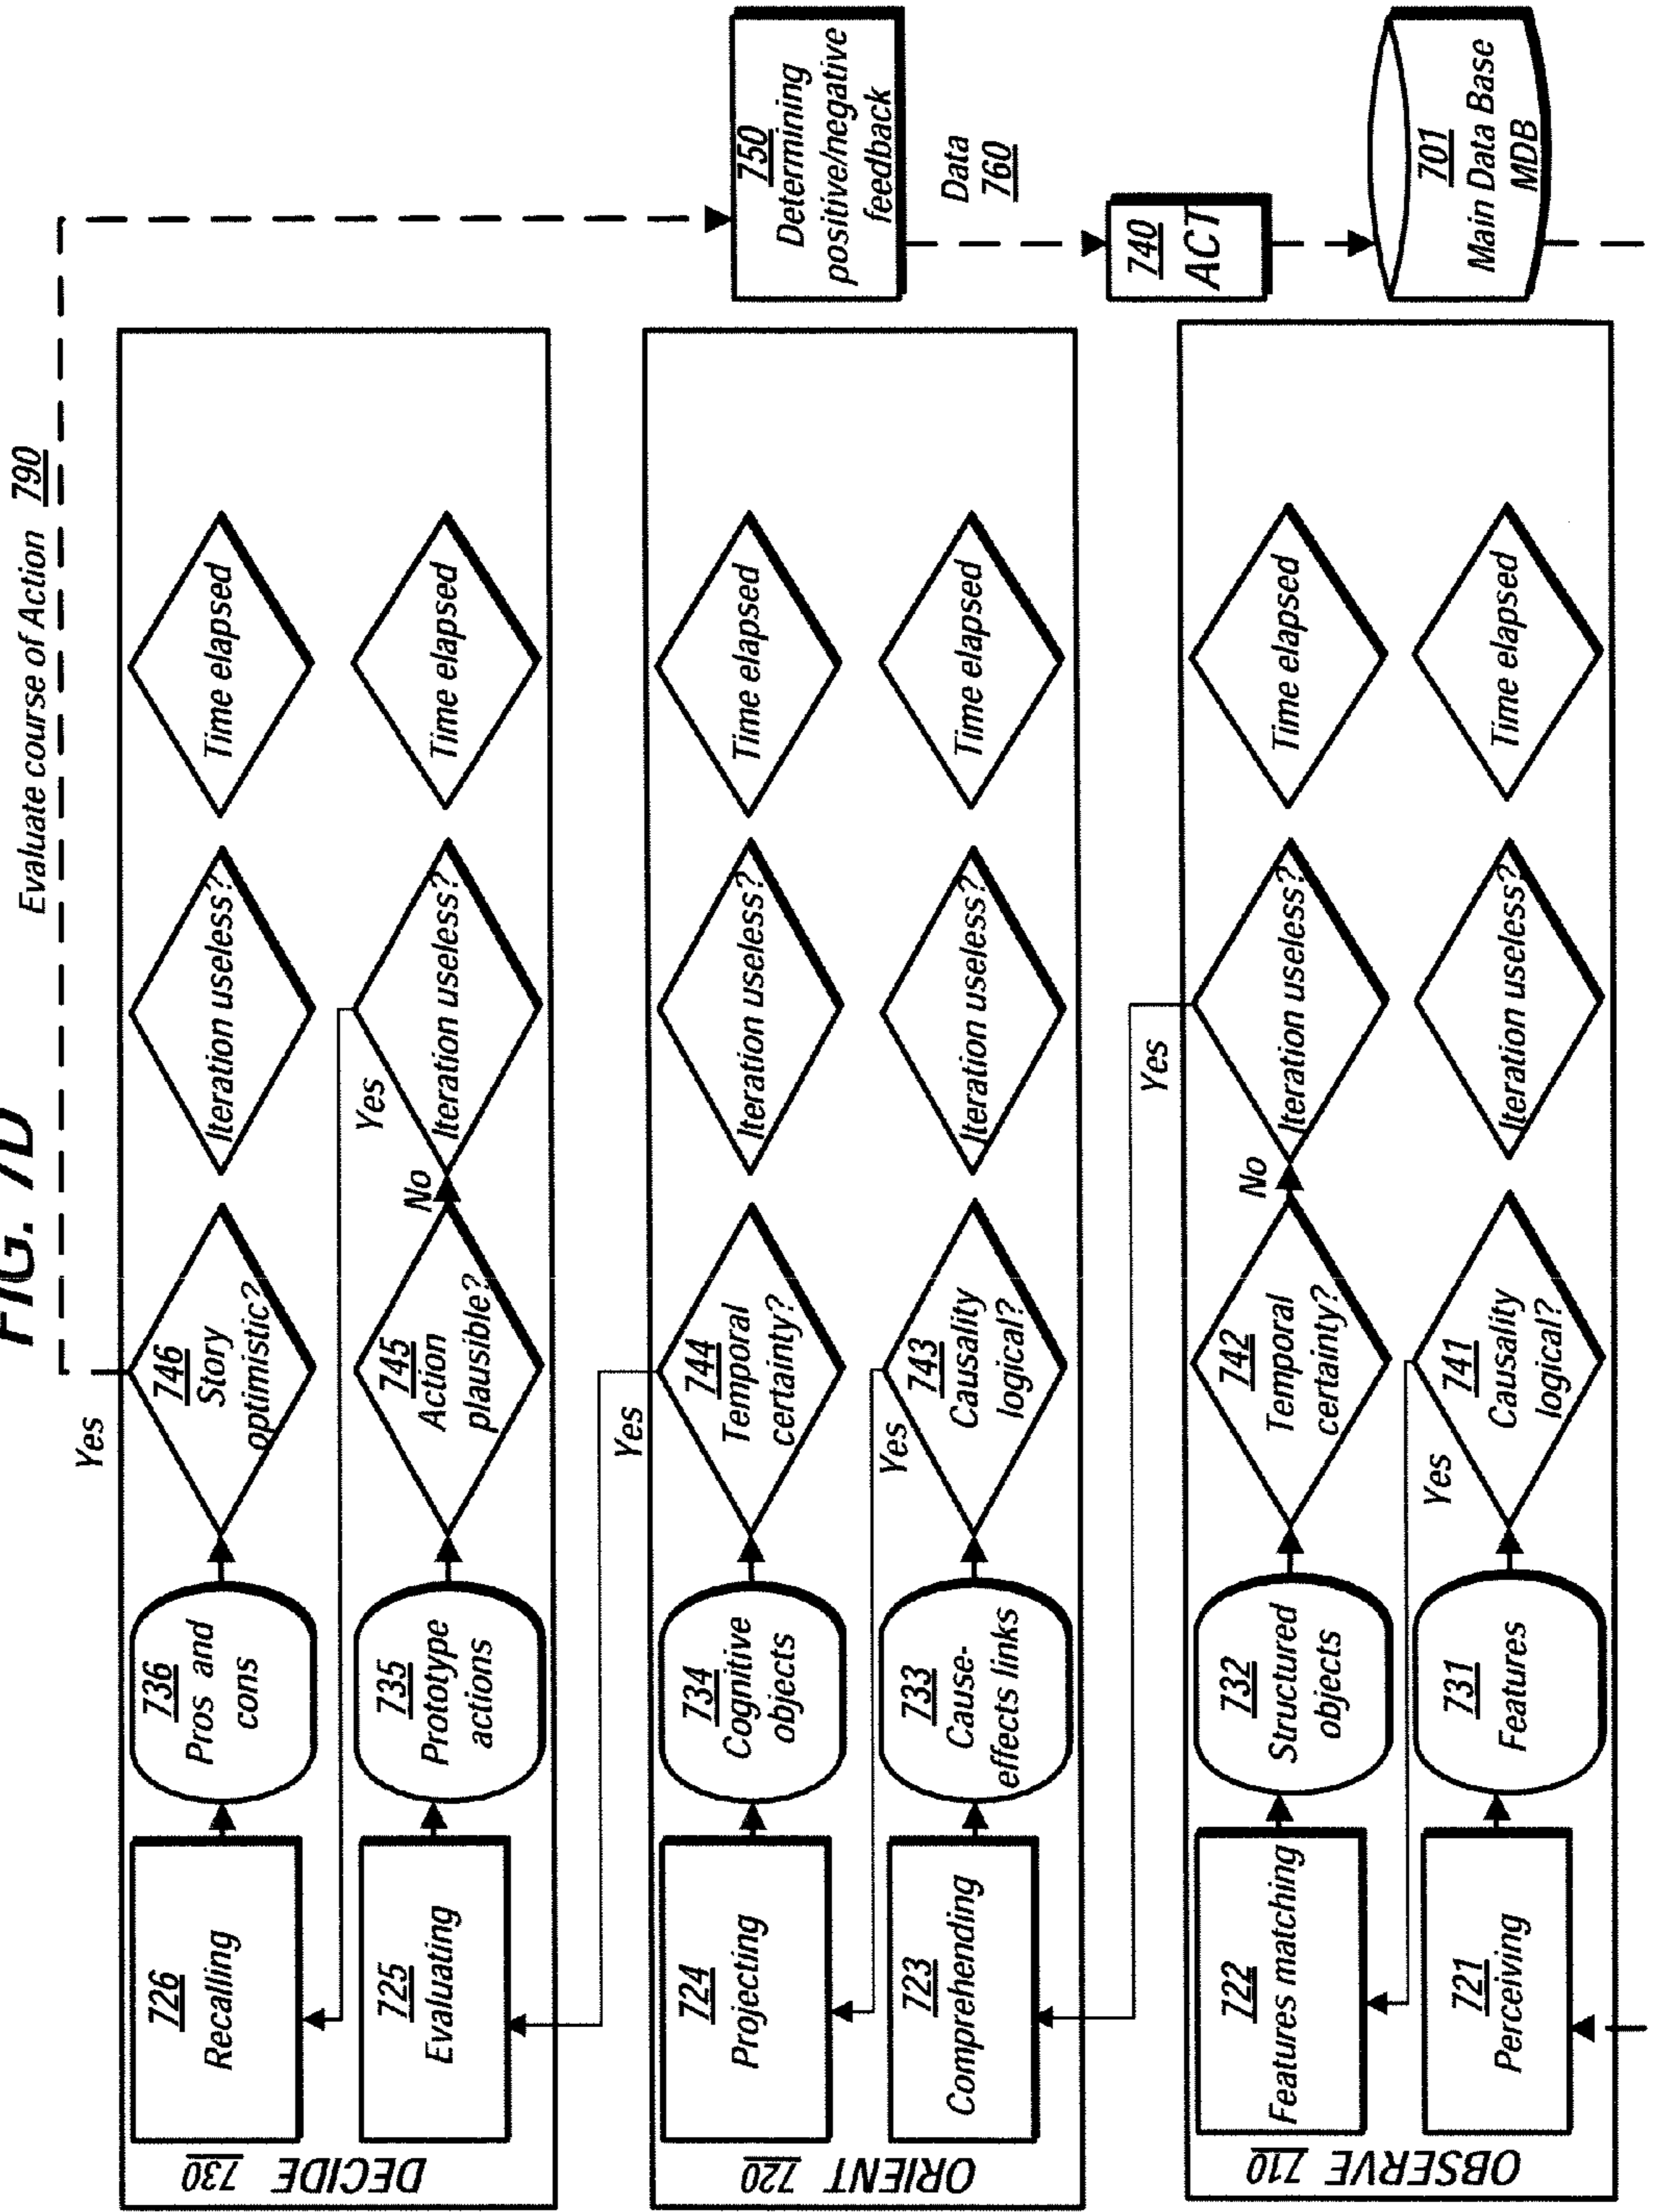 FIG. 7D
Evaluate course of Action 790
Yes
DECIDE 730
726
Recalling
736
Pros and
cons
746
Story
optimistic?
Iteration useless?
Time elapsed
725
Evaluating
735
Prototype
actions
745
Action
plausible?
No
Yes
Iteration useless?
Time elapsed
Yes
ORIENT 720
724
Projecting
734
Cognitive
objects
744
Temporal
certainty?
Iteration useless?
Time elapsed
723
Comprehending
733
Cause-
effects links
Yes
743
Causality
logical?
Iteration useless?
Time elapsed
Yes
OBSERVE 710
722
Features matching
732
Structured
objects
742
Temporal
certainty?
No
Iteration useless?
Time elapsed
721
Perceiving
731
Features
Yes
741
Causality
logical?
Iteration useless?
Time elapsed
750
Determining
positive/negative
feedback
Data
760
740
ACT
701
Main Data Base
MDB